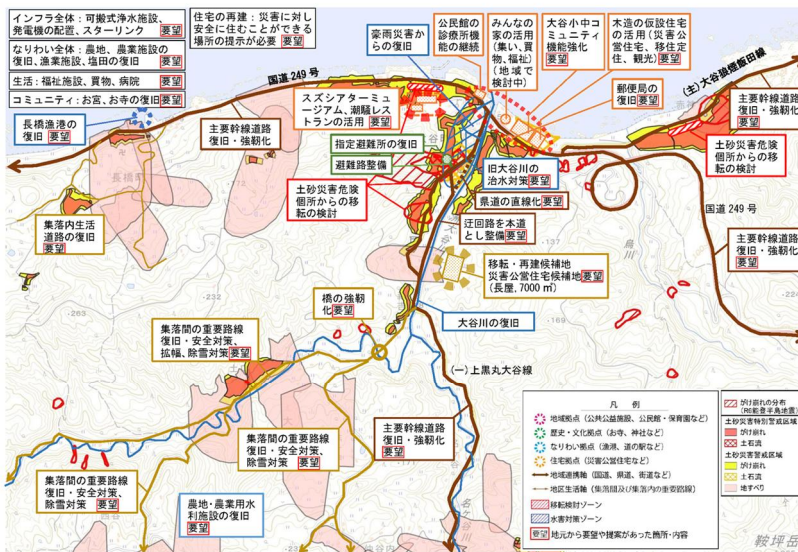 インフラ全体：可搬式浄水施設、
発電機の配置、スターリンク 要望
なりわい全体：農地、農業施設の
復旧、漁業施設、塩田の復旧 要望
生活：福祉施設、買物、病院 要望
コミュニティ：お宮、お寺の復旧 要望
住宅の再建：災害に対し
安全に住むことができる
場所の提示が必要 要望
豪雨災害か
らの復旧
公民館の
診療所機
能の継続
要望
みんなの
家の活用
(集い、買
物、福祉)
(地域で
検討中)
大谷小中コ
ミュニティ
機能強化
要望
木造の仮設住宅
の活用(災害公
営住宅、移住定
住、観光) 要望
郵便局の
復旧 要望
(主)大谷狼煙飯田線
主要幹線道路
復旧・強靭化
要望
国道 249 号
長橋漁港の
復旧 要望
主要幹線道路
復旧・強靭化
スズシアターミュ
ージアム、潮騒レス
トランの活用 要望
指定避難所の復旧
避難路整備
土砂災害危険
個所からの移
転の検討
旧大谷川の
治水対策 要望
県道の直線化 要望
迂回路を本道
とし整備 要望
土砂災害危険
個所からの移
転の検討
国道 249 号
主要幹線道路
復旧・強靭化
要望
長橋町
集落内生活
道路の復旧
要望
烏川
移転・再建候補地
災害公営住宅候補地 要望
(長屋, 7000 ㎡)
橋の強靭
化 要望
大谷川の復旧
集落間の重要路線
復旧・安全対策、
拡幅、除雪対策 要望
(一)上黒丸大谷線
集落間の重要路線
復旧・安全対策、
除雪対策 要望
主要幹線道路
復旧・強靭化
要望
集落間の重要路線
復旧・安全対策、
除雪対策 要望
農地・農業用水
利施設の復旧
要望
名ケ谷川
鞍坪岳
・137
・232
・263
・169
凡 例
地域拠点（公共公益施設、公民館・保育園など）
歴史・文化拠点（お寺、神社など）
なりわい拠点（漁港、道の駅など）
住宅拠点（災害公営住宅など）
地域連携軸（国道、県道、街道など）
地区生活軸（集落間及び集落内の重要路線）
移転検討ゾーン
水害対策ゾーン
要望 地元から要望や提案があった箇所・内容
がけ崩れの分布
(R6能登半島地震)
土砂災害特別警戒区域
がけ崩れ
土石流
土砂災害警戒区域
がけ崩れ
土石流
地すべり